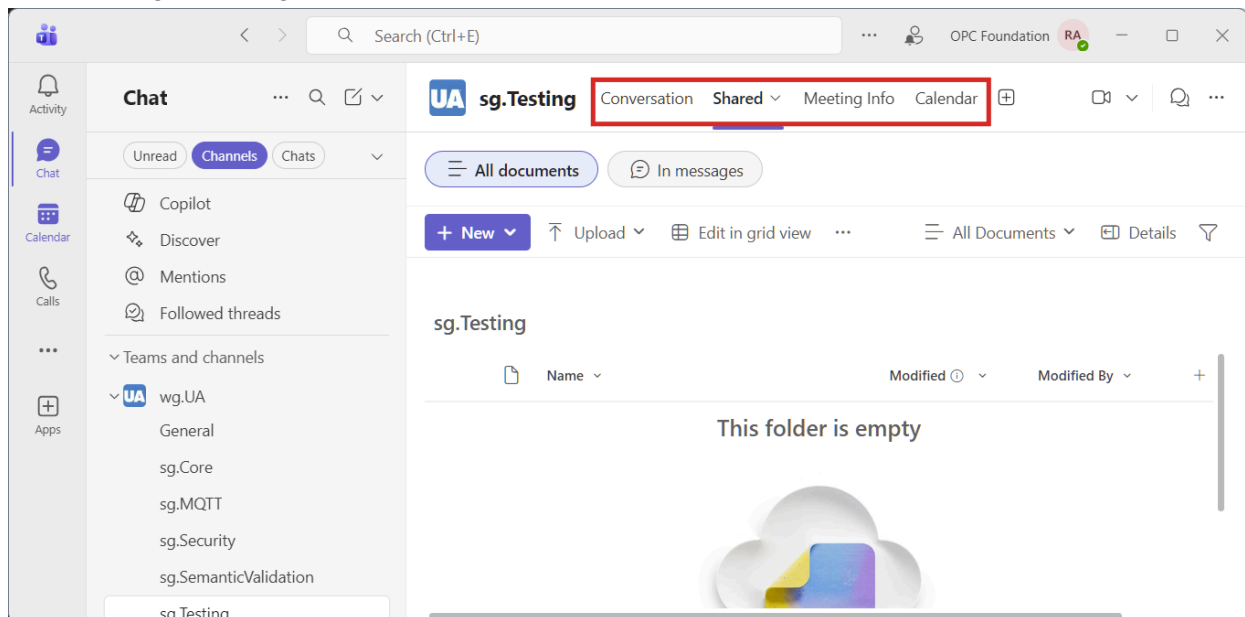 Search (Ctrl+E)
OPC Foundation RA
Activity
Chat
Calendar
Calls
Apps
Chat
Unread Channels Chats
Copilot
Discover
Mentions
Followed threads
Teams and channels
UA wg.UA
General
sg.Core
sg.MQTT
sg.Security
sg.SemanticValidation
sg.Testing
UA sg.Testing Conversation Shared Meeting Info Calendar
All documents In messages
+ New Upload Edit in grid view ... All Documents Details
sg.Testing
Name Modified Modified By +
This folder is empty